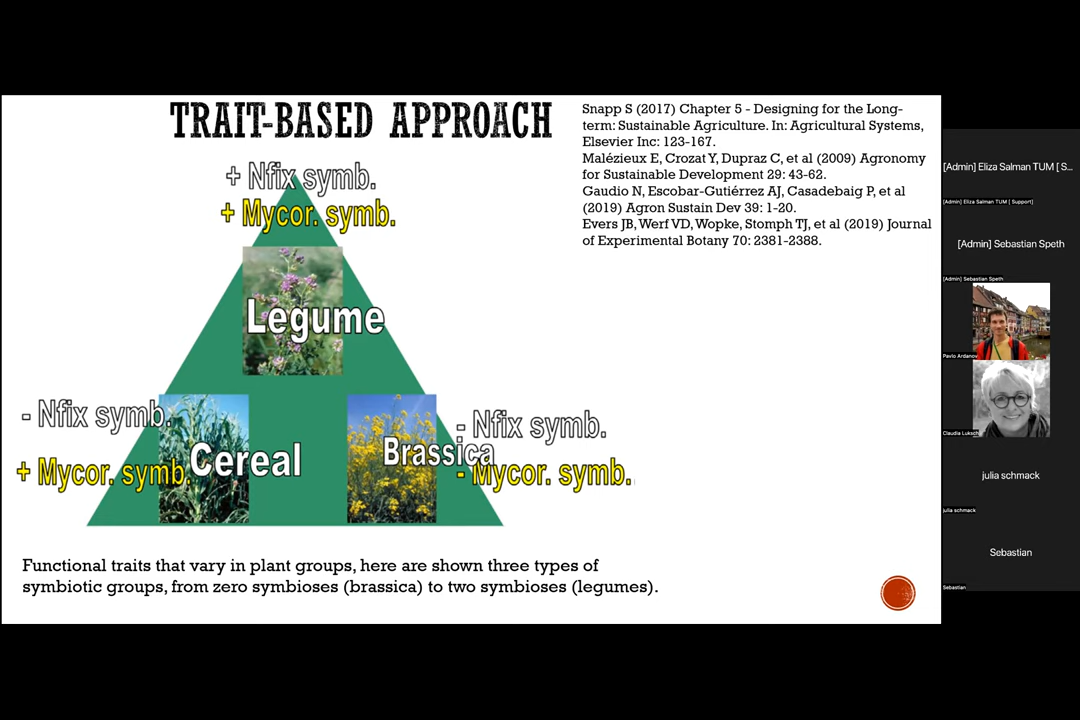 TRAIT-BASED APPROACH
+ Nfix symb.
+ Mycor. symb.
Legume
- Nfix symb.
+ Mycor. symb.
Cereal
- Nfix symb.
Brassica
- Mycor. symb.
Functional traits that vary in plant groups, here are shown three types of
symbiotic groups, from zero symbioses (brassica) to two symbioses (legumes).
Snapp S (2017) Chapter 5 - Designing for the Long-
term: Sustainable Agriculture. In: Agricultural Systems,
Elsevier Inc: 123-167.
Malézieux E, Crozat Y, Dupraz C, et al (2009) Agronomy
for Sustainable Development 29: 43-62.
Gaudio N, Escobar-Gutiérrez AJ, Casadebaig P, et al
(2019) Agron Sustain Dev 39: 1-20.
Evers JB, Werf VD, Wopke, Stomph TJ, et al (2019) Journal
of Experimental Botany 70: 2381-2388.
[Admin] Eliza Salman TUM [ S...
[Admin] Eliza Salman TUM [ Support]
[Admin] Sebastian Speth
[Admin] Sebastian Speth
Pavlo Ardanov
Claudia Luksch
julia schmack
julia schmack
Sebastian
Sebastian